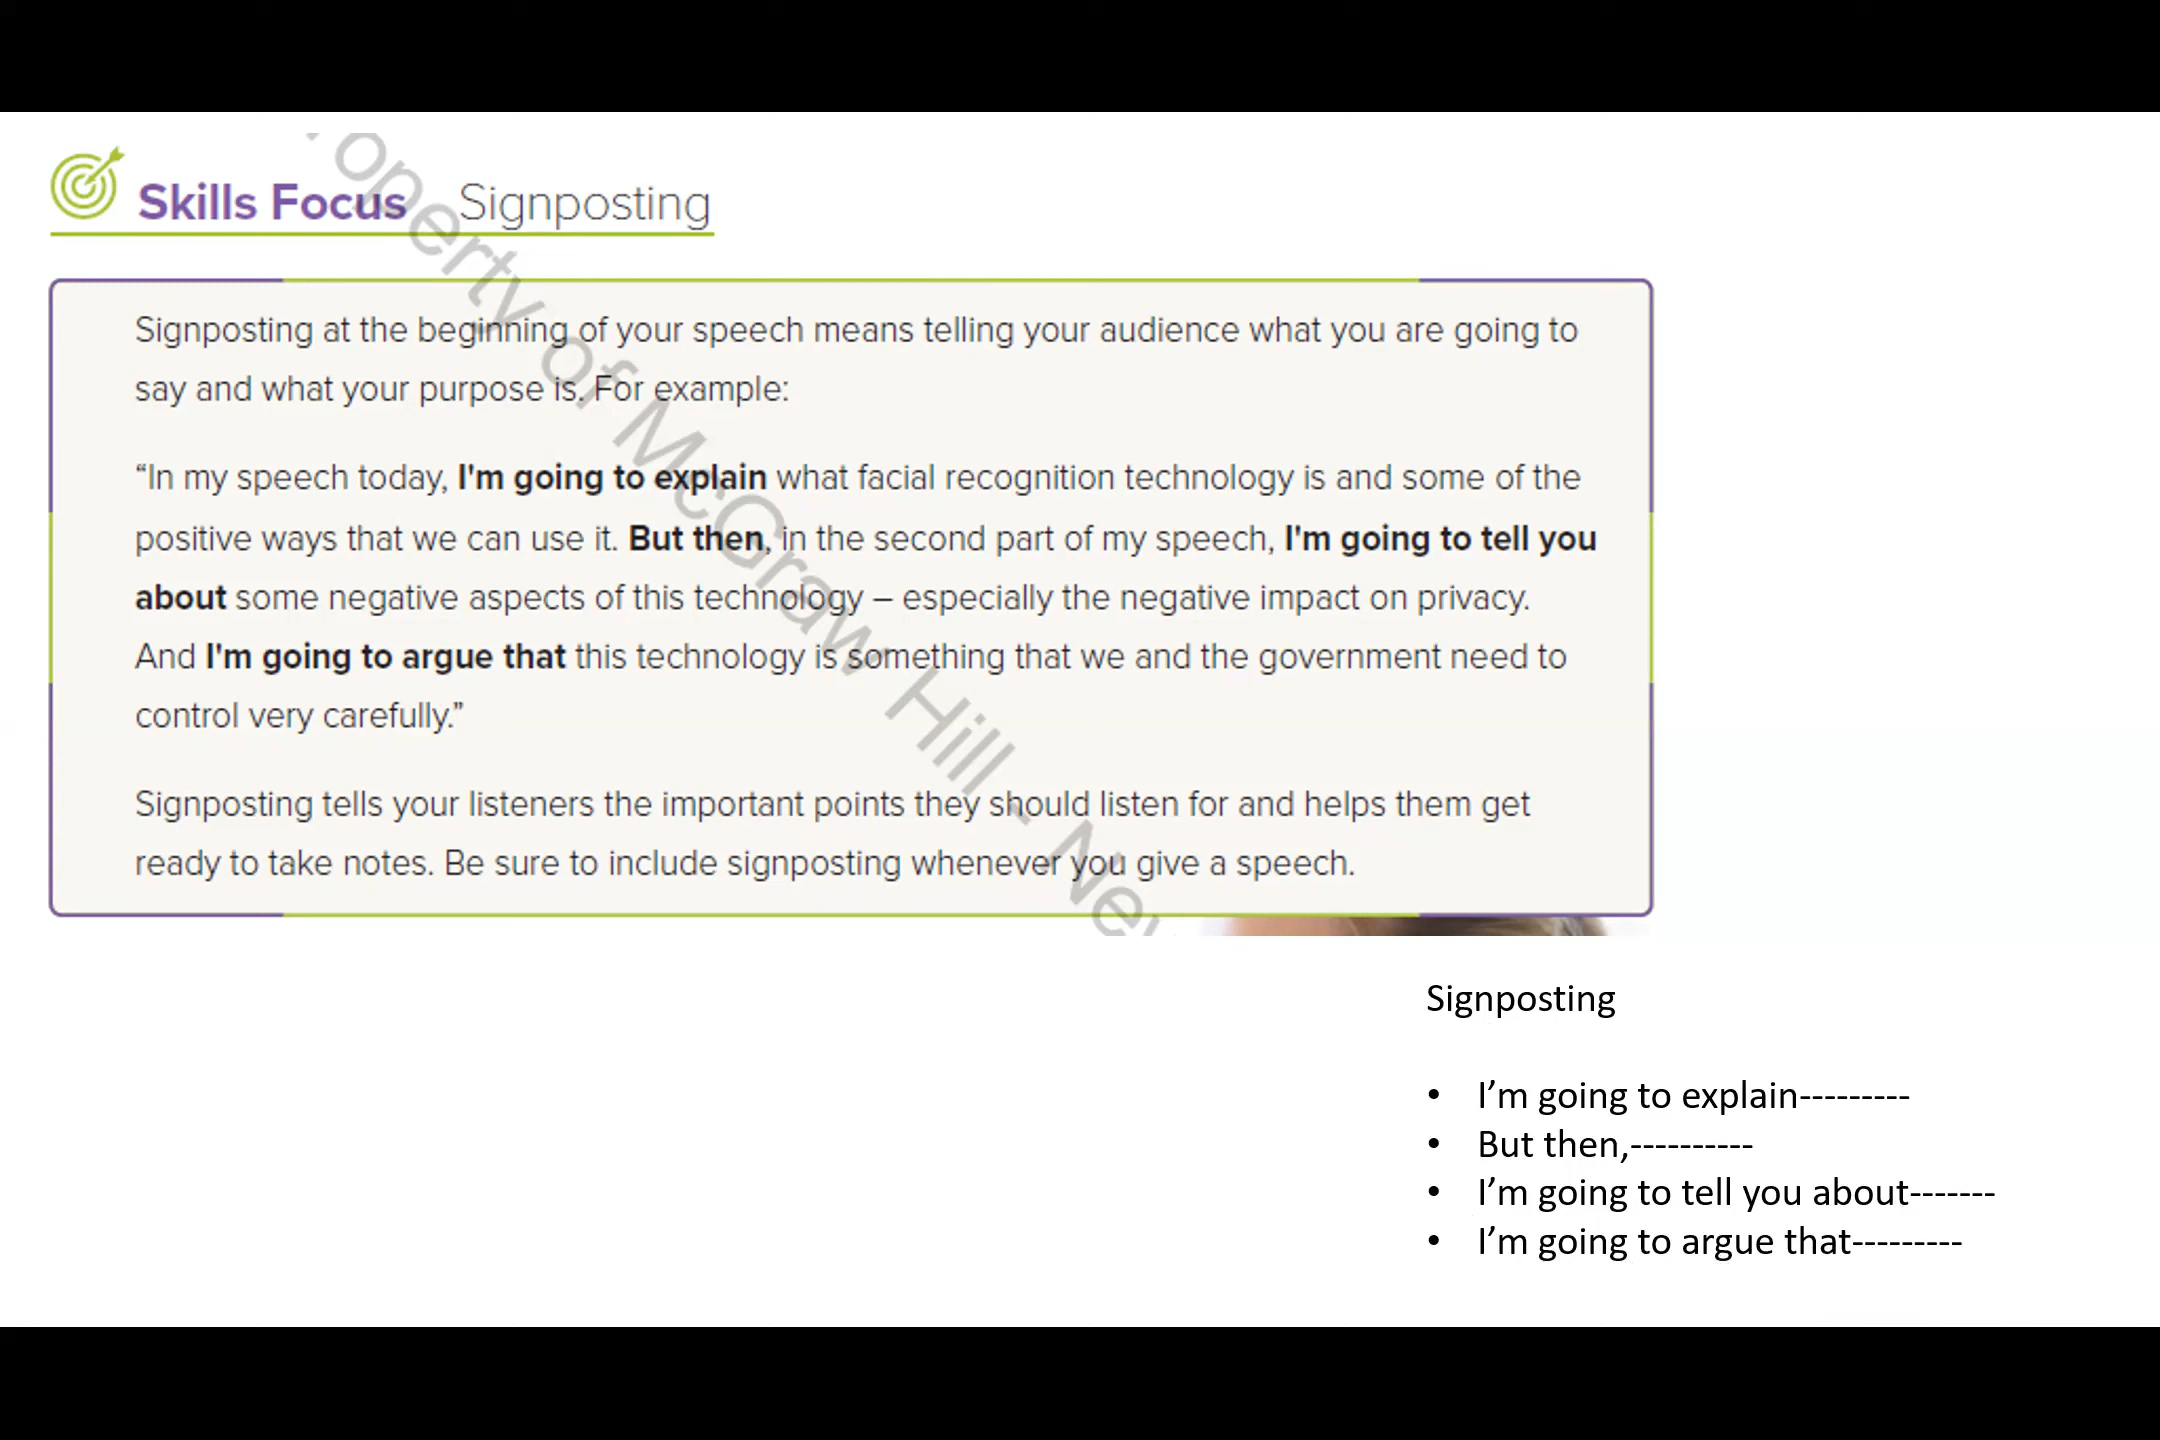 Skills Focus Signposting
Signposting at the beginning of your speech means telling your audience what you are going to
say and what your purpose is. For example:
“In my speech today, I'm going to explain what facial recognition technology is and some of the
positive ways that we can use it. But then, in the second part of my speech, I'm going to tell you
about some negative aspects of this technology – especially the negative impact on privacy.
And I'm going to argue that this technology is something that we and the government need to
control very carefully.”
Signposting tells your listeners the important points they should listen for and helps them get
ready to take notes. Be sure to include signposting whenever you give a speech.
operty of McGraw Hill - Ne
Signposting
• I’m going to explain---------
• But then,----------
• I’m going to tell you about-------
• I’m going to argue that---------